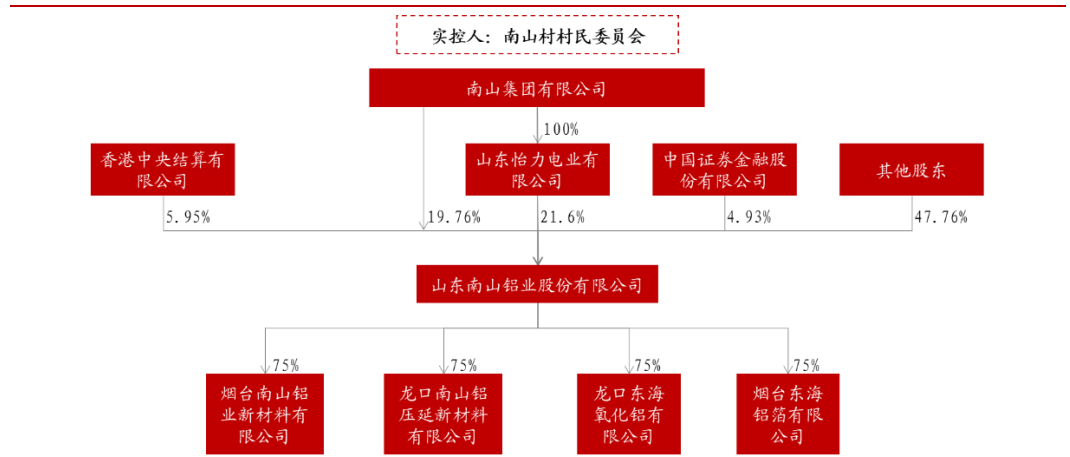 实控人：南山村村民委员会
南山集团有限公司
100%
香港中央结算有
限公司
山东怡力电业有
限公司
中国证券金融股
份有限公司
其他股东
5.95%
19.76%
21.6%
4.93%
47.76%
山东南山铝业股份有限公司
75%
75%
75%
75%
烟台南山铝
业新材料有
限公司
龙口南山铝
压延新材料
有限公司
龙口东海
氧化铝有
限公司
烟台东海
铝箔有限
公司